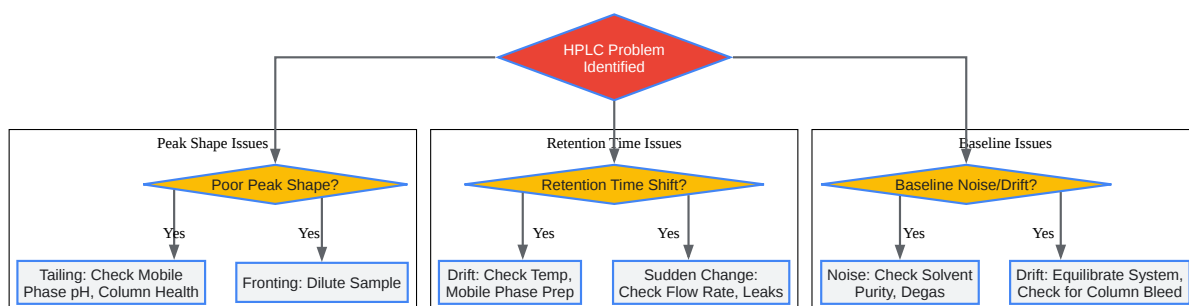 HPLC Problem
Identified
Peak Shape Issues
Retention Time Issues
Baseline Issues
Poor Peak Shape?
Retention Time Shift?
Baseline Noise/Drift?
Yes
Yes
Yes
Yes
Yes
Yes
Tailing: Check Mobile
Phase pH, Column Health
Fronting: Dilute Sample
Drift: Check Temp,
Mobile Phase Prep
Sudden Change:
Check Flow Rate, Leaks
Noise: Check Solvent
Purity, Degas
Drift: Equilibrate System,
Check for Column Bleed